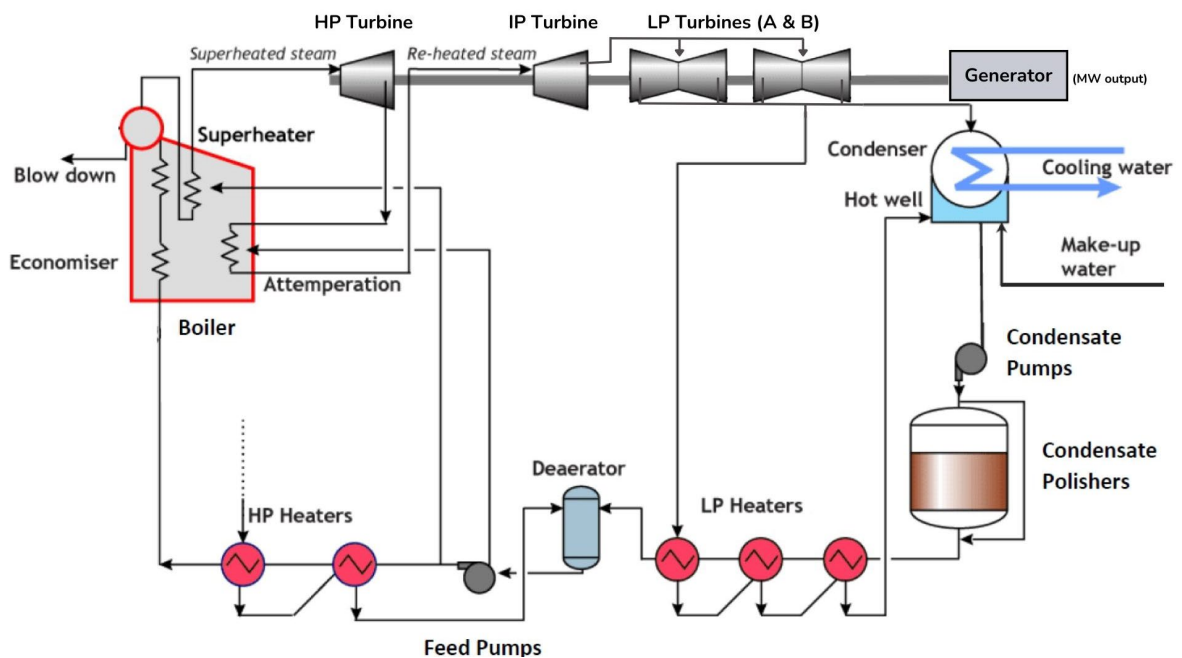 HP Turbine
IP Turbine
LP Turbines (A & B)
Superheated steam
Re-heated steam
Generator
(MW output)
Superheater
Condenser
Cooling water
Blow down
Hot well
Economiser
Attemperation
Make-up
water
Boiler
Condensate
Pumps
Condensate
Polishers
Deaerator
HP Heaters
LP Heaters
Feed Pumps